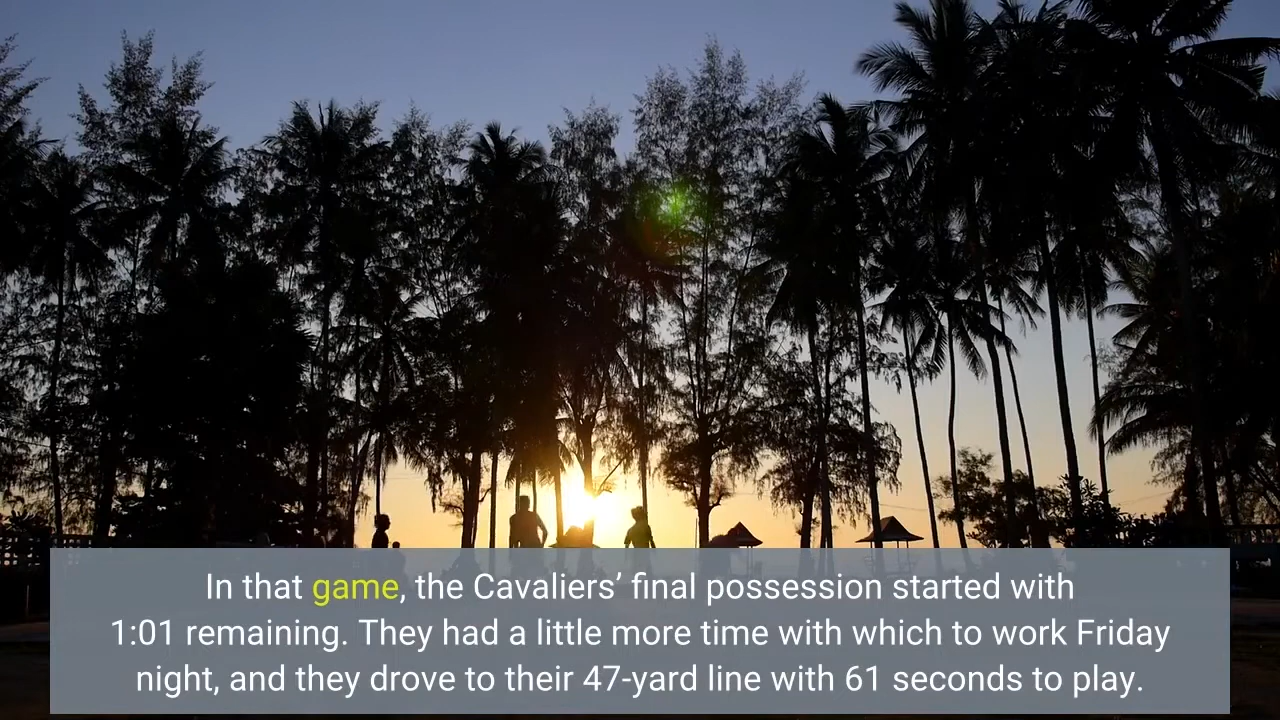 In that game, the Cavaliers’ final possession started with
1:01 remaining. They had a little more time with which to work Friday
night, and they drove to their 47-yard line with 61 seconds to play.